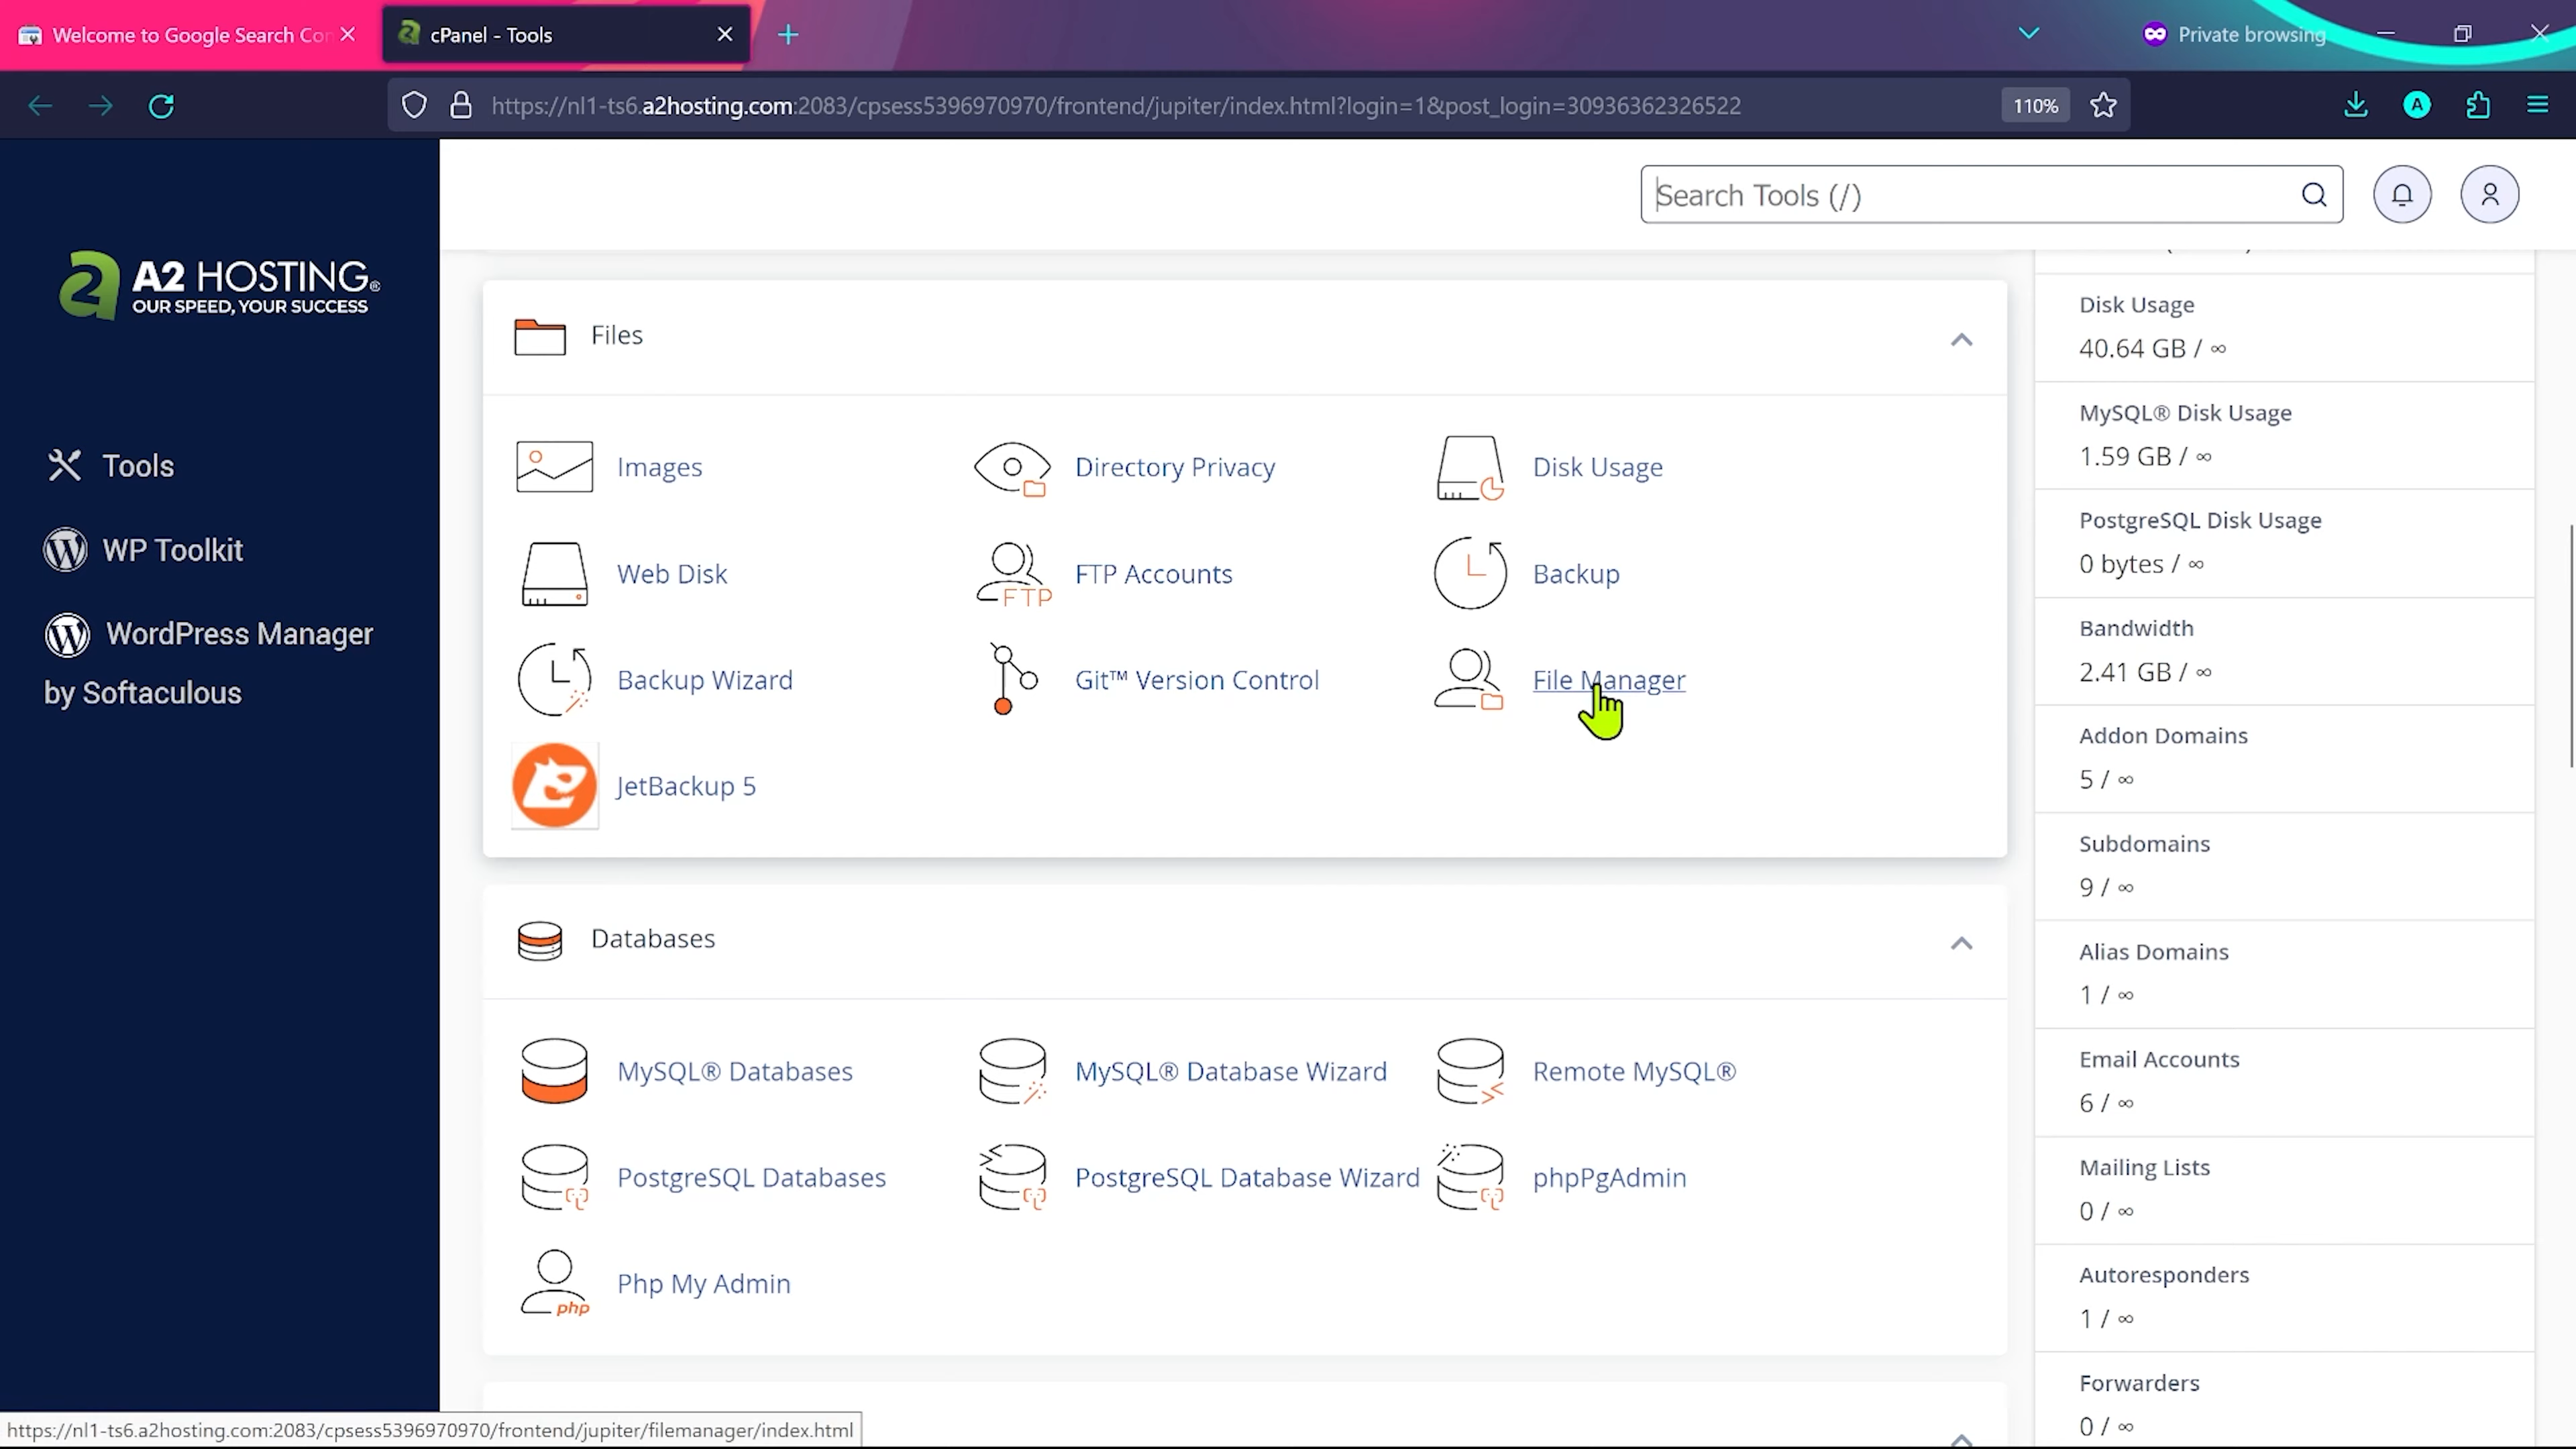 Welcome to Google Search Con
cPanel - Tools
Private browsing
https://nl1-ts6.a2hosting.com:2083/cpsess5396970970/frontend/jupiter/index.html?login=1&post_login=30936362326522
110%
A
Search Tools (/)
A2 HOSTING®
OUR SPEED, YOUR SUCCESS
Tools
WP Toolkit
WordPress Manager
by Softaculous
Files
Images
Directory Privacy
Disk Usage
Web Disk
FTP
FTP Accounts
Backup
Backup Wizard
Git™ Version Control
File Manager
JetBackup 5
Databases
MySQL® Databases
MySQL® Database Wizard
Remote MySQL®
PostgreSQL Databases
PostgreSQL Database Wizard
phpPgAdmin
php
Php My Admin
Disk Usage
40.64 GB / ∞
MySQL® Disk Usage
1.59 GB / ∞
PostgreSQL Disk Usage
0 bytes / ∞
Bandwidth
2.41 GB / ∞
Addon Domains
5 / ∞
Subdomains
9 / ∞
Alias Domains
1 / ∞
Email Accounts
6 / ∞
Mailing Lists
0 / ∞
Autoresponders
1 / ∞
Forwarders
0 / ∞
https://nl1-ts6.a2hosting.com:2083/cpsess5396970970/frontend/jupiter/filemanager/index.html